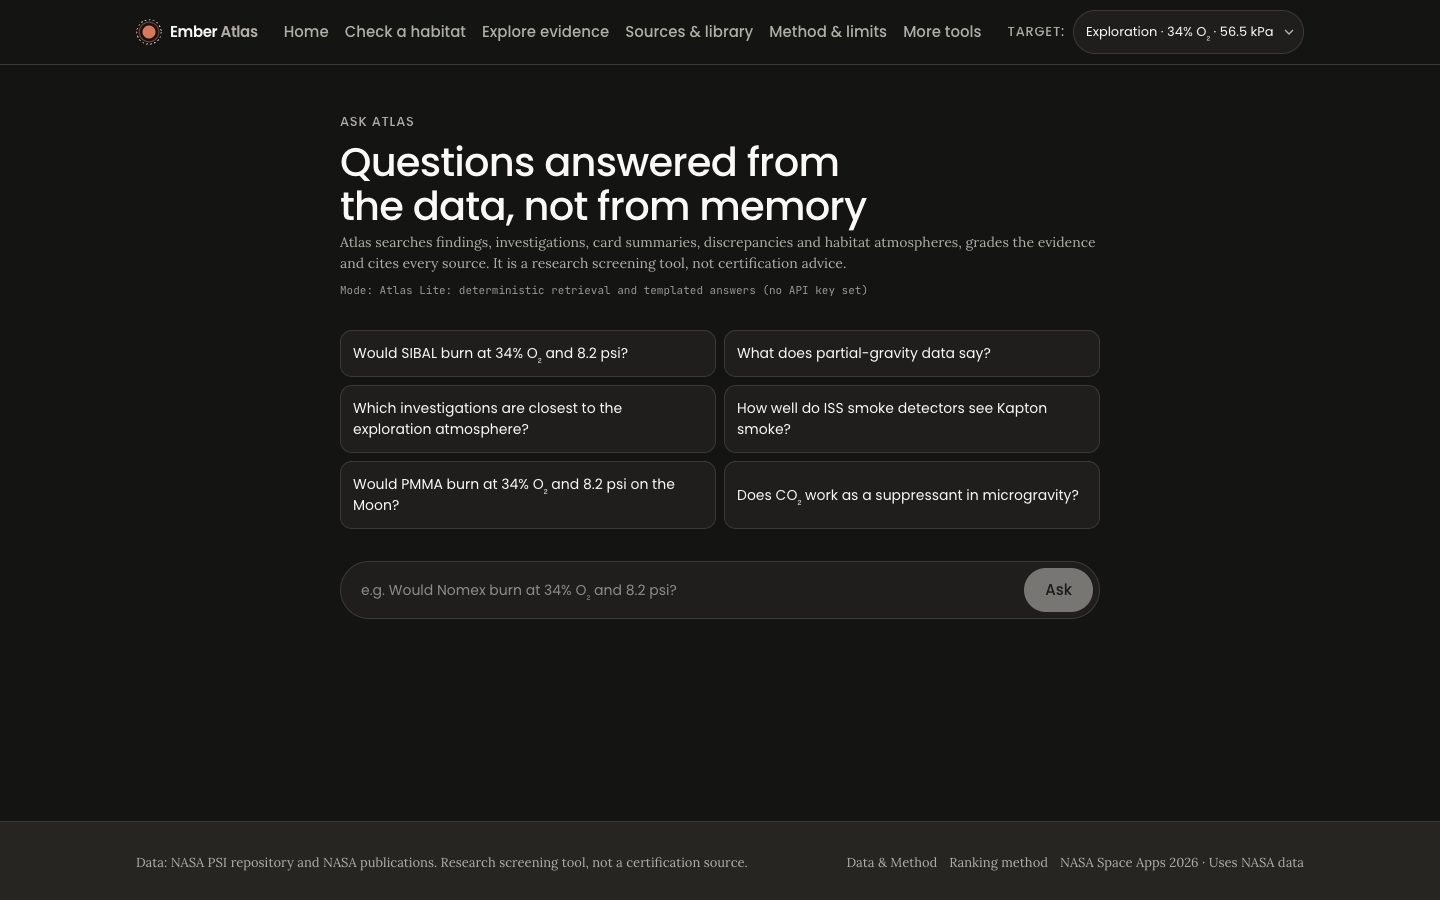 Ember Atlas
Home
Check a habitat
Explore evidence
Sources & library
Method & limits
More tools
TARGET:
Exploration · 34% O₂ · 56.5 kPa
ASK ATLAS
Questions answered from
the data, not from memory
Atlas searches findings, investigations, card summaries, discrepancies and habitat atmospheres, grades the evidence
and cites every source. It is a research screening tool, not certification advice.
Mode: Atlas Lite: deterministic retrieval and templated answers (no API key set)
Would SIBAL burn at 34% O₂ and 8.2 psi?
What does partial-gravity data say?
Which investigations are closest to the
exploration atmosphere?
How well do ISS smoke detectors see Kapton
smoke?
Would PMMA burn at 34% O₂ and 8.2 psi on the
Moon?
Does CO₂ work as a suppressant in microgravity?
e.g. Would Nomex burn at 34% O₂ and 8.2 psi?
Ask
Data: NASA PSI repository and NASA publications. Research screening tool, not a certification source.
Data & Method
Ranking method
NASA Space Apps 2026 · Uses NASA data